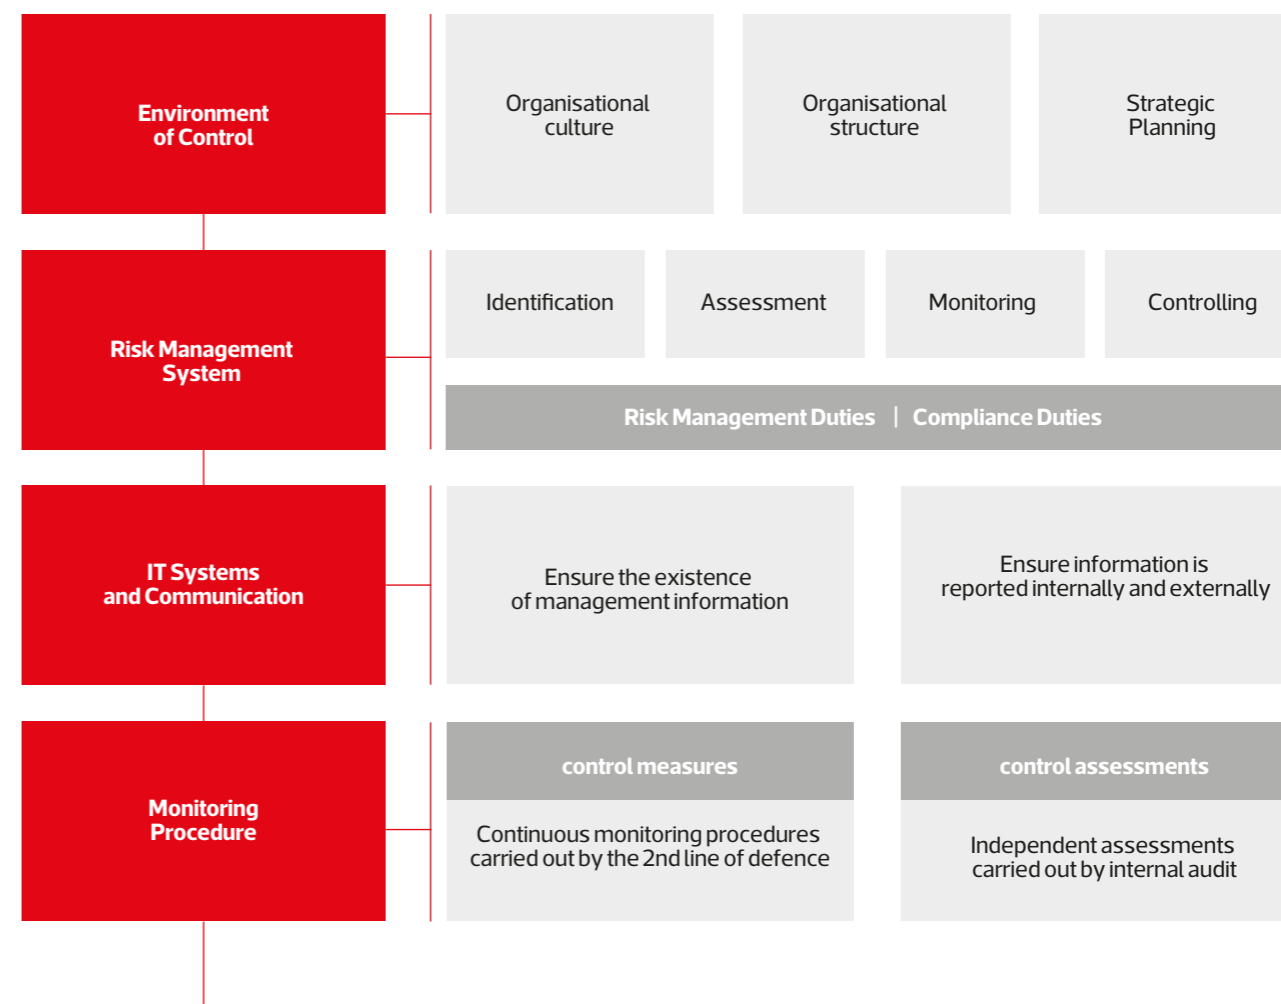 Environment
of Control
Organisational
culture
Organisational
structure
Strategic
Planning
Risk Management
System
Identification
Assessment
Monitoring
Controlling
Risk Management Duties | Compliance Duties
IT Systems
and Communication
Ensure the existence
of management information
Ensure information is
reported internally and externally
Monitoring
Procedure
control measures
Continuous monitoring procedures
carried out by the 2nd line of defence
control assessments
Independent assessments
carried out by internal audit